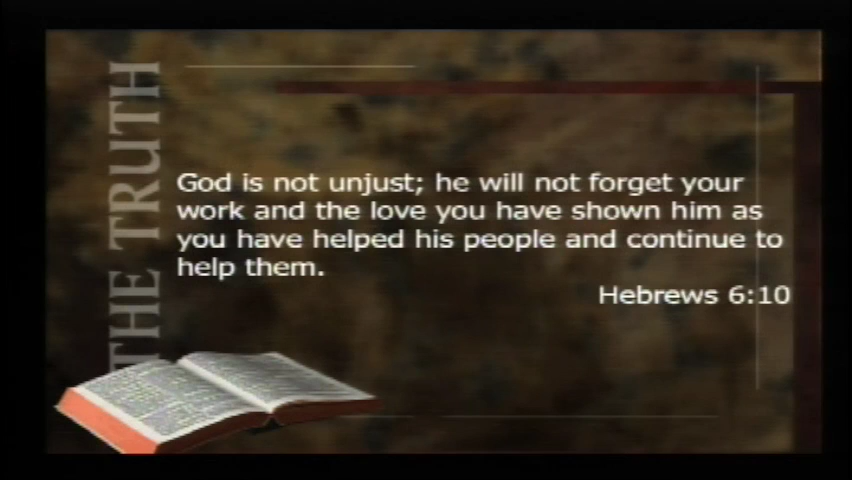 THE TRUTH
God is not unjust; he will not forget your
work and the love you have shown him as
you have helped his people and continue to
help them.
Hebrews 6:10